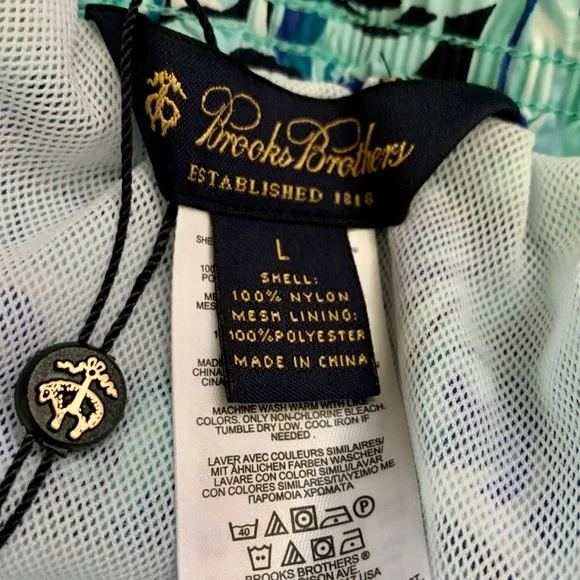 Brooks Brothers
ESTABLISHED 1818
L
SHELL:
100% NYLON
MESH LINING:
100% POLYESTER
MADE IN CHINA
MACHINE WASH WARM WITH LIKE
COLORS. ONLY NON-CHLORINE BLEACH.
TUMBLE DRY LOW. COOL IRON IF
NEEDED.
LAVER AVEC COULEURS SIMILAIRES/
MIT ÄHNLICHEN FARBEN WASCHEN/
LAVARE CON COLORI SIMILI/LAVAR
CON COLORES SIMILARES/ΠΛΥΣΙΜΟ ΜΕ
ΠΑΡΟΜΟΙΑ ΧΡΩΜΑΤΑ
40
P
BROOKS BROTHERS®